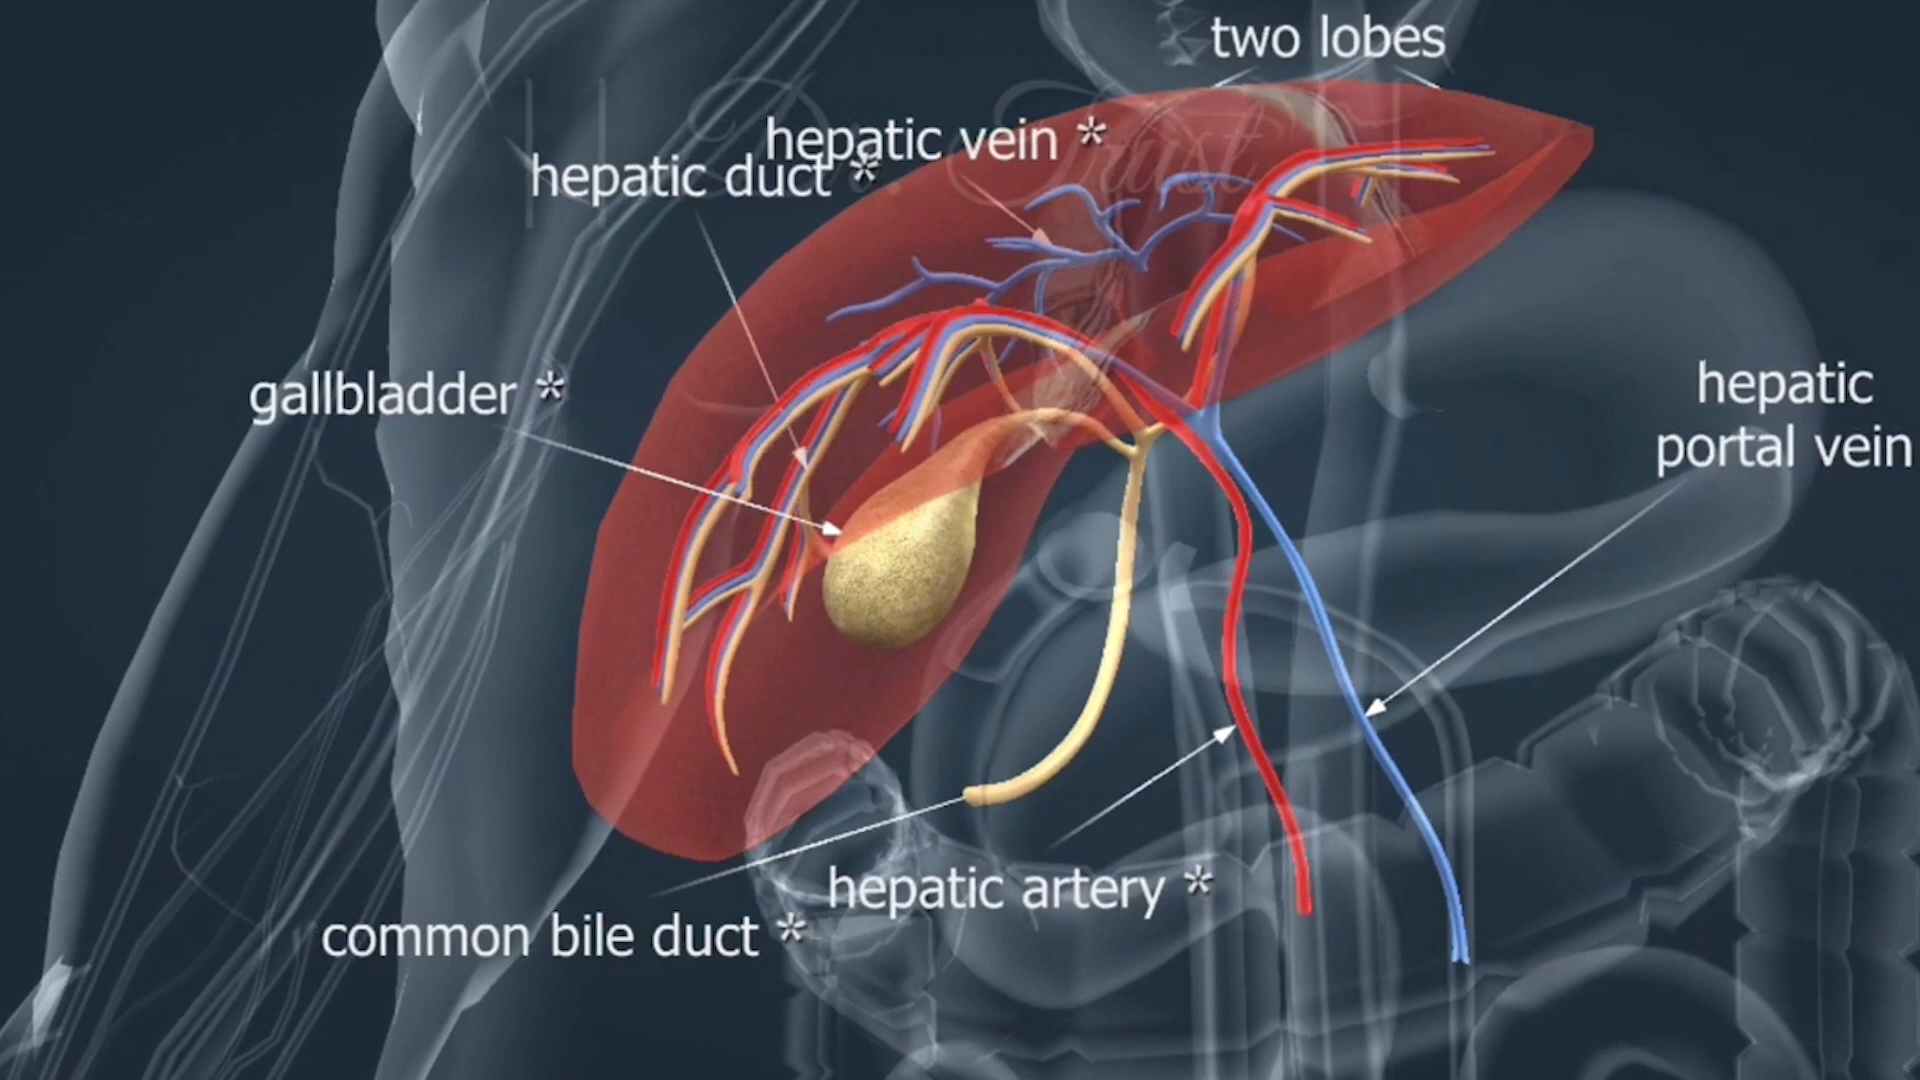 two lobes
hepatic vein *
hepatic duct *
gallbladder *
hepatic
portal vein
hepatic artery *
common bile duct *